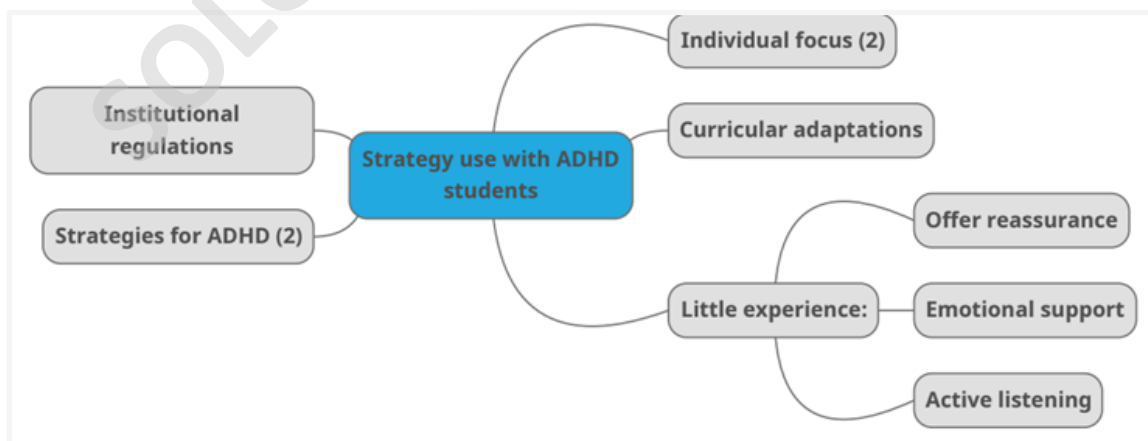 Individual focus (2)
Institutional
regulations
Curricular adaptations
Strategy use with ADHD
students
Strategies for ADHD (2)
Offer reassurance
Little experience:
Emotional support
Active listening